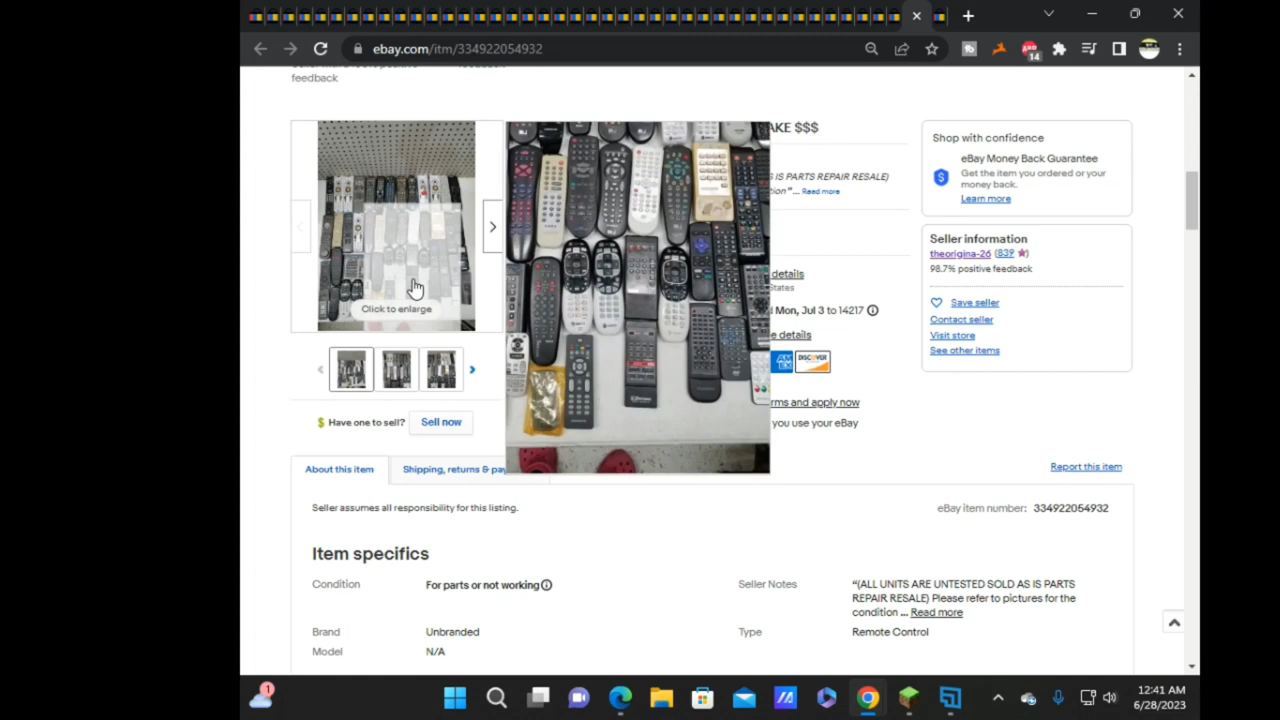 ebay.com/itm/334922054932
14
feedback
AKE $$$
S IS PARTS REPAIR RESALE)
ion"... Read more
Shop with confidence
eBay Money Back Guarantee
Get the item you ordered or your
money back.
Learn more
Seller information
theorigina-26 (839 )
98.7% positive feedback
Save seller
Contact seller
Visit store
See other items
details
States
l Mon, Jul 3 to 14217
e details
AM
EX
DISCOVER
rms and apply now
you use your eBay
Click to enlarge
$ Have one to sell? Sell now
About this item
Shipping, returns & pay
Report this item
Seller assumes all responsibility for this listing.
eBay item number: 334922054932
Item specifics
Condition
For parts or not working
Seller Notes
"(ALL UNITS ARE UNTESTED SOLD AS IS PARTS
REPAIR RESALE) Please refer to pictures for the
condition ... Read more
Brand
Unbranded
Type
Remote Control
Model
N/A
1
12:41 AM
6/28/2023